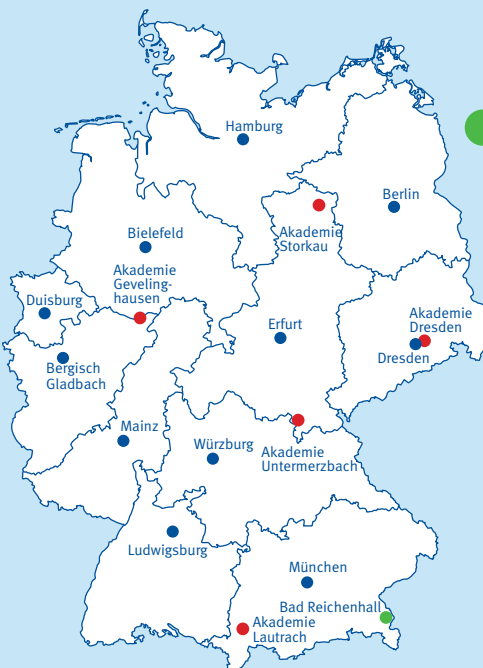 Hamburg
Berlin
Akademie
Storkau
Bielefeld
Akademie
Geveling-
hausen
Duisburg
Akademie
Dresden
Erfurt
Dresden
Bergisch
Gladbach
Mainz
Würzburg
Akademie
Untermerzbach
Ludwigsburg
München
Bad Reichenhall
Akademie
Lautrach